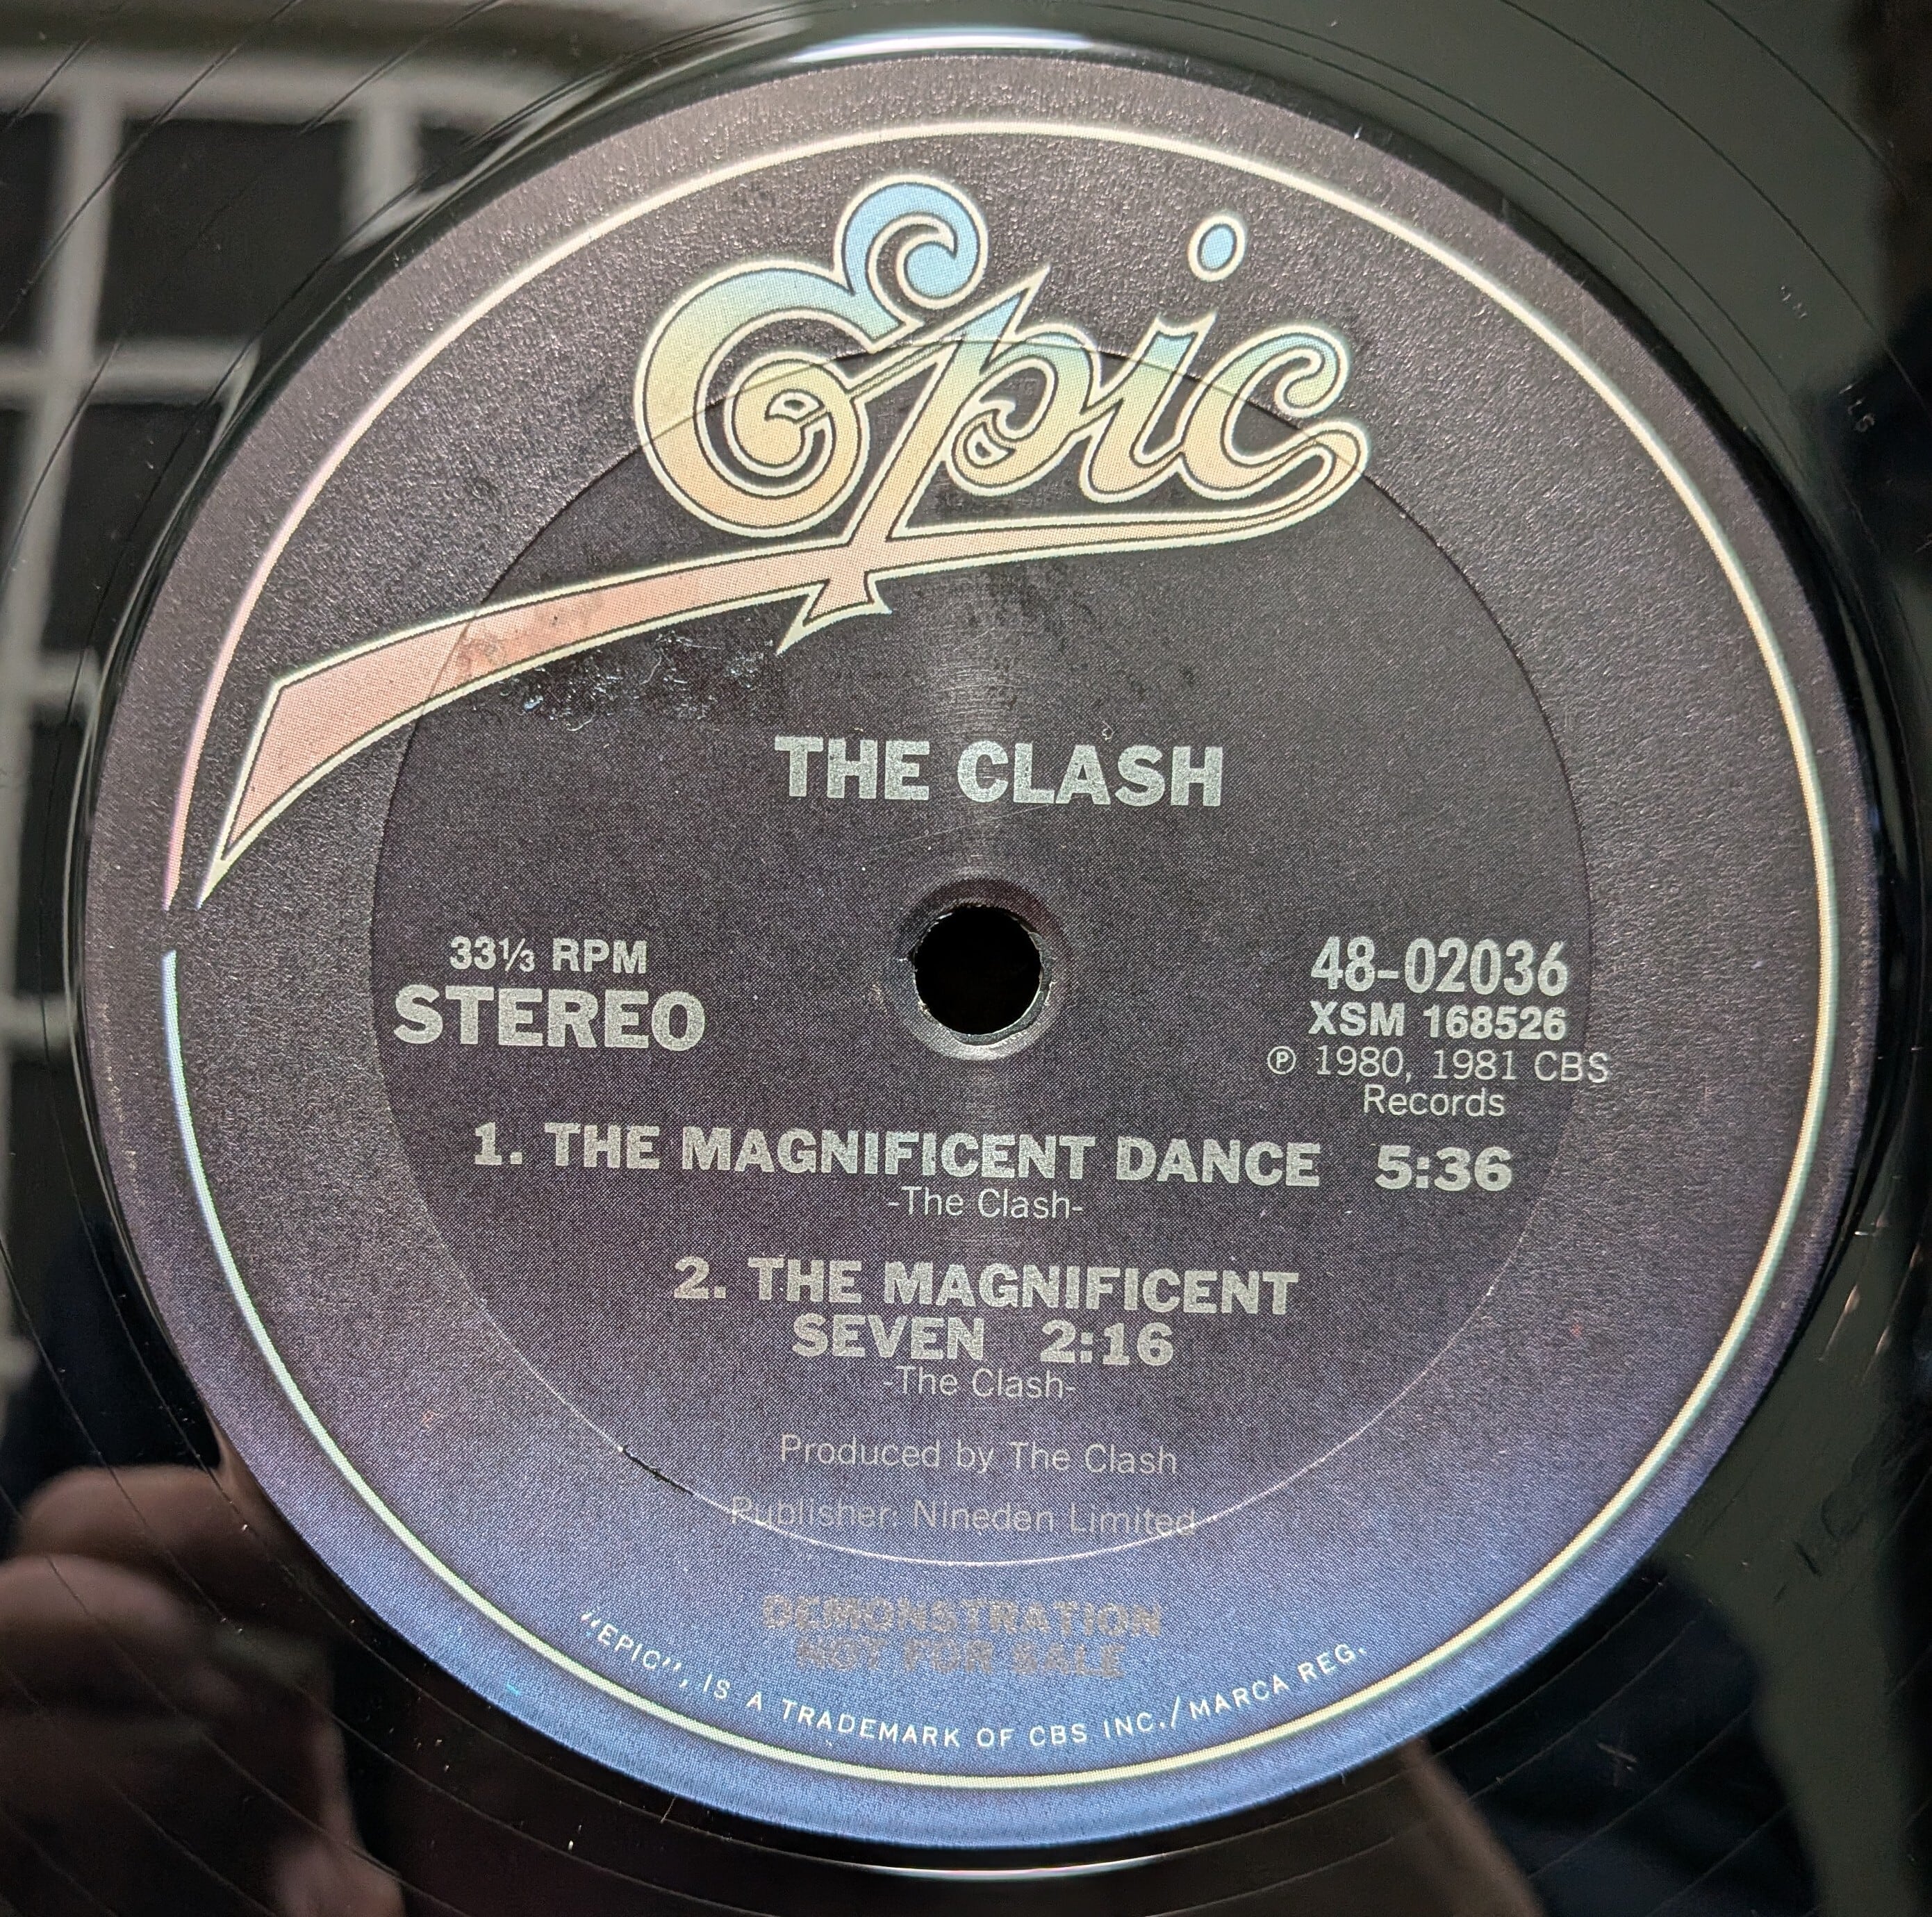 Epic
THE CLASH
33⅓ RPM
STEREO
48-02036
XSM 168526
℗ 1980, 1981 CBS
Records
1. THE MAGNIFICENT DANCE 5:36
-The Clash-
2. THE MAGNIFICENT
SEVEN 2:16
-The Clash-
Produced by The Clash
Publisher: Nineden Limited
DEMONSTRATION
NOT FOR SALE
"EPIC", IS A TRADEMARK OF CBS INC./MARCA REG.